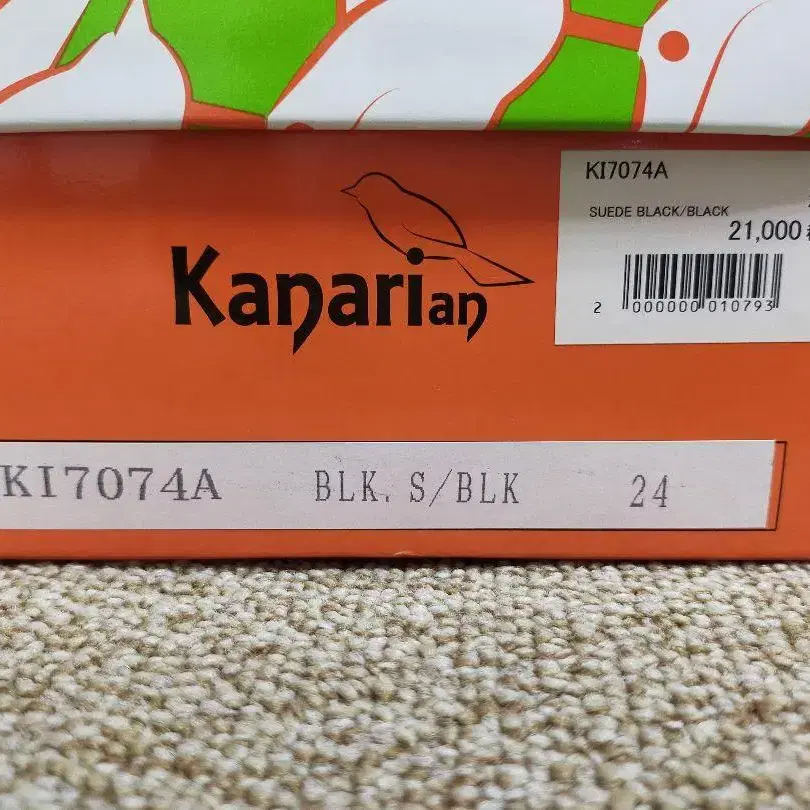 Kanarian
KI7074A
SUEDE BLACK/BLACK
21,000
2 000000 010793
KI7074A BLK. S/BLK 24